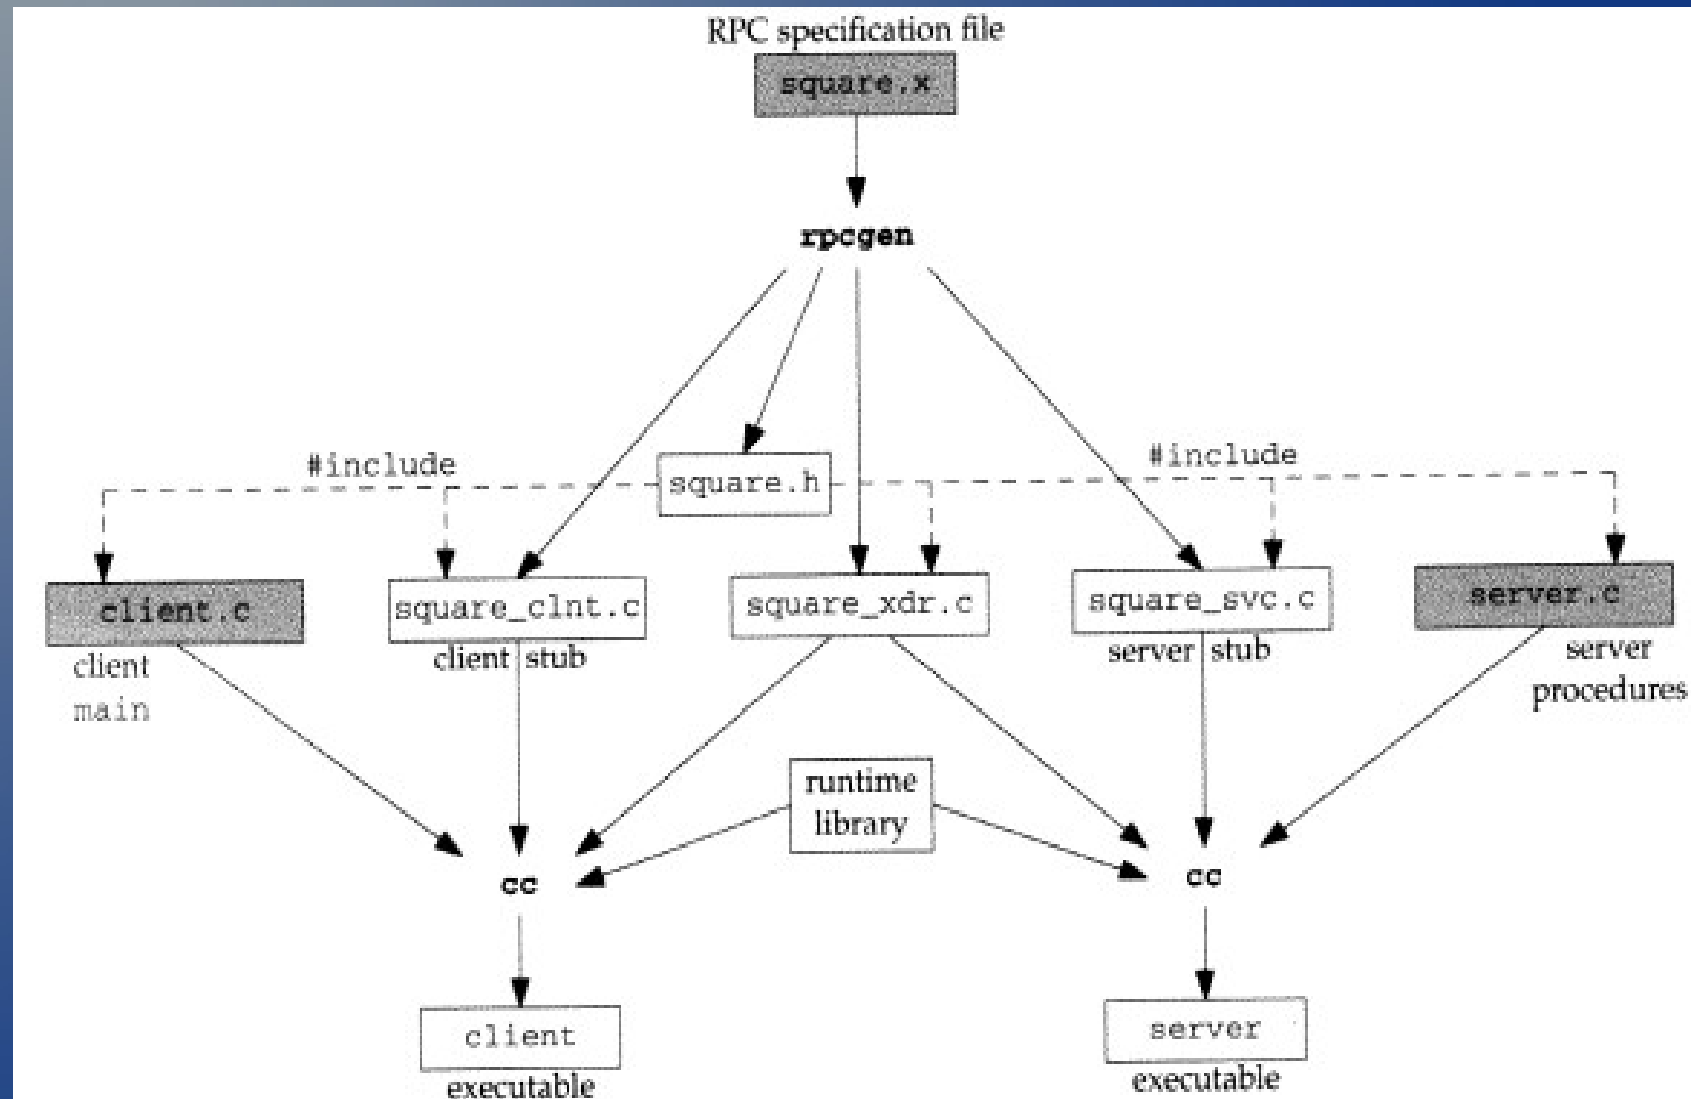 RPC specification file
square.x
rpcgen
#include
#include
square.h
client.c
square_clnt.c
square_xdr.c
square_svc.c
server.c
client
main
client stub
server stub
server
procedures
runtime
library
cc
cc
client
executable
server
executable